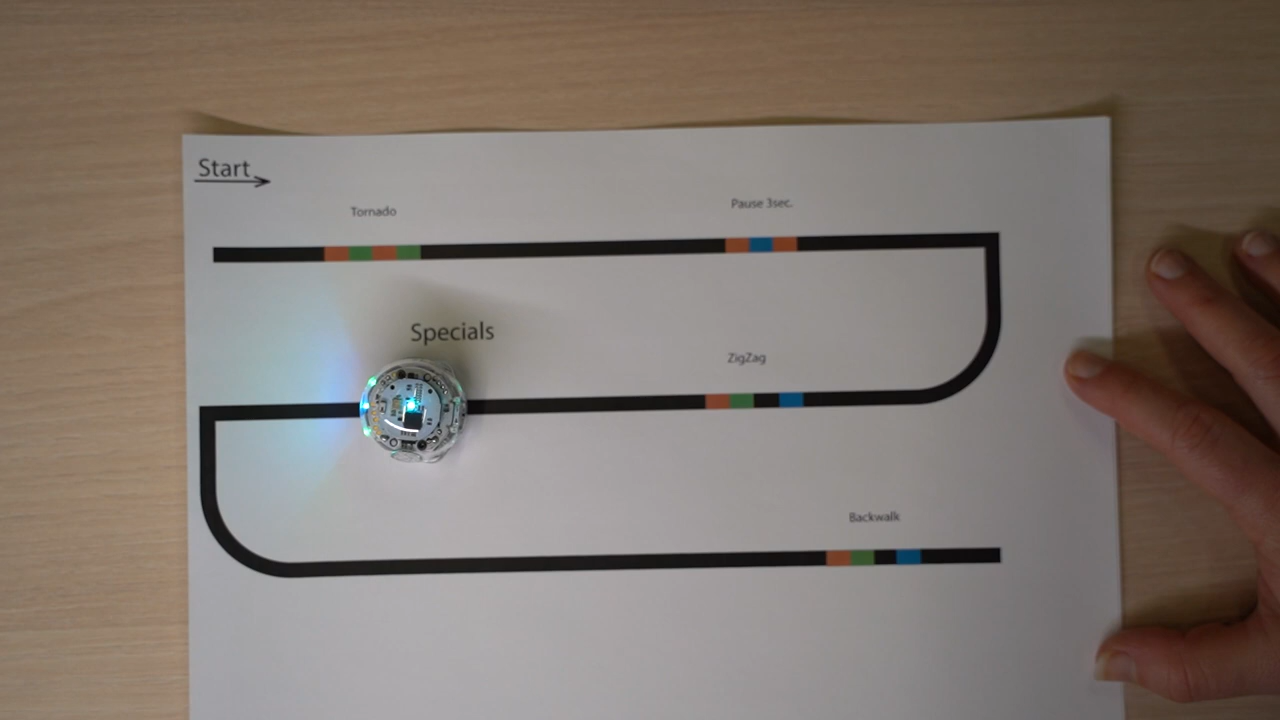 Start
Tornado
Pause 3sec.
Specials
ZigZag
Backwalk